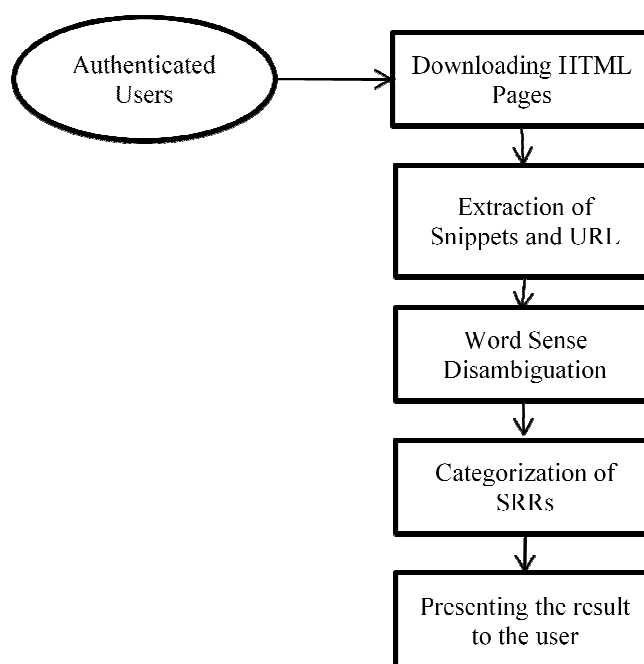 Authenticated
Users
Downloading HTML
Pages
Extraction of
Snippets and URL
Word Sense
Disambiguation
Categorization of
SRRs
Presenting the result
to the user